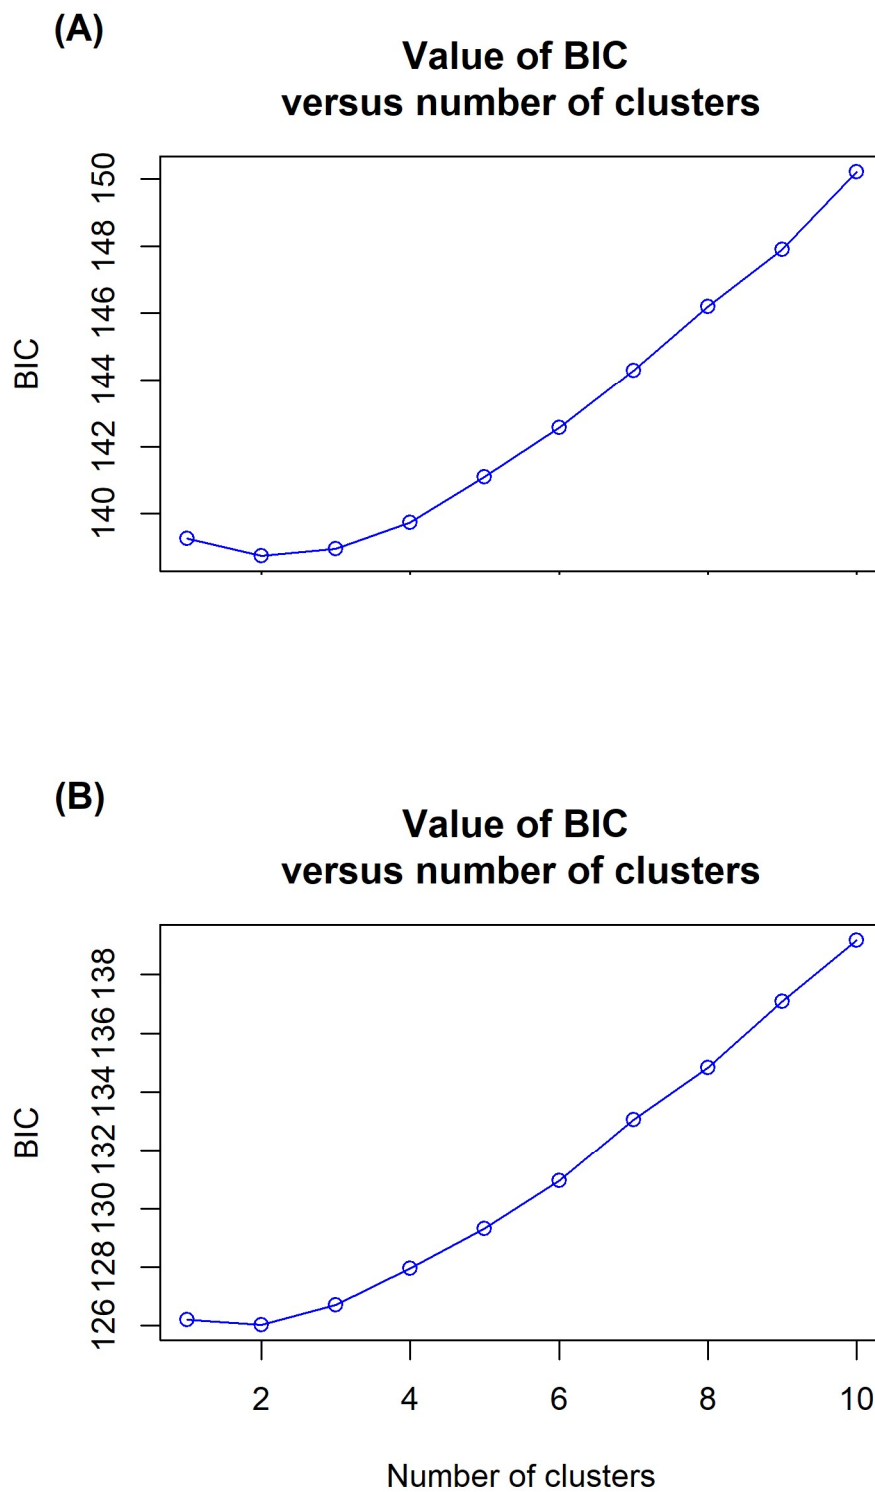 (A)
Value of BIC
versus number of clusters
150
148
146
144
142
140
BIC
(B)
Value of BIC
versus number of clusters
138
136
134
132
130
128
126
BIC
2 4 6 8 10
Number of clusters